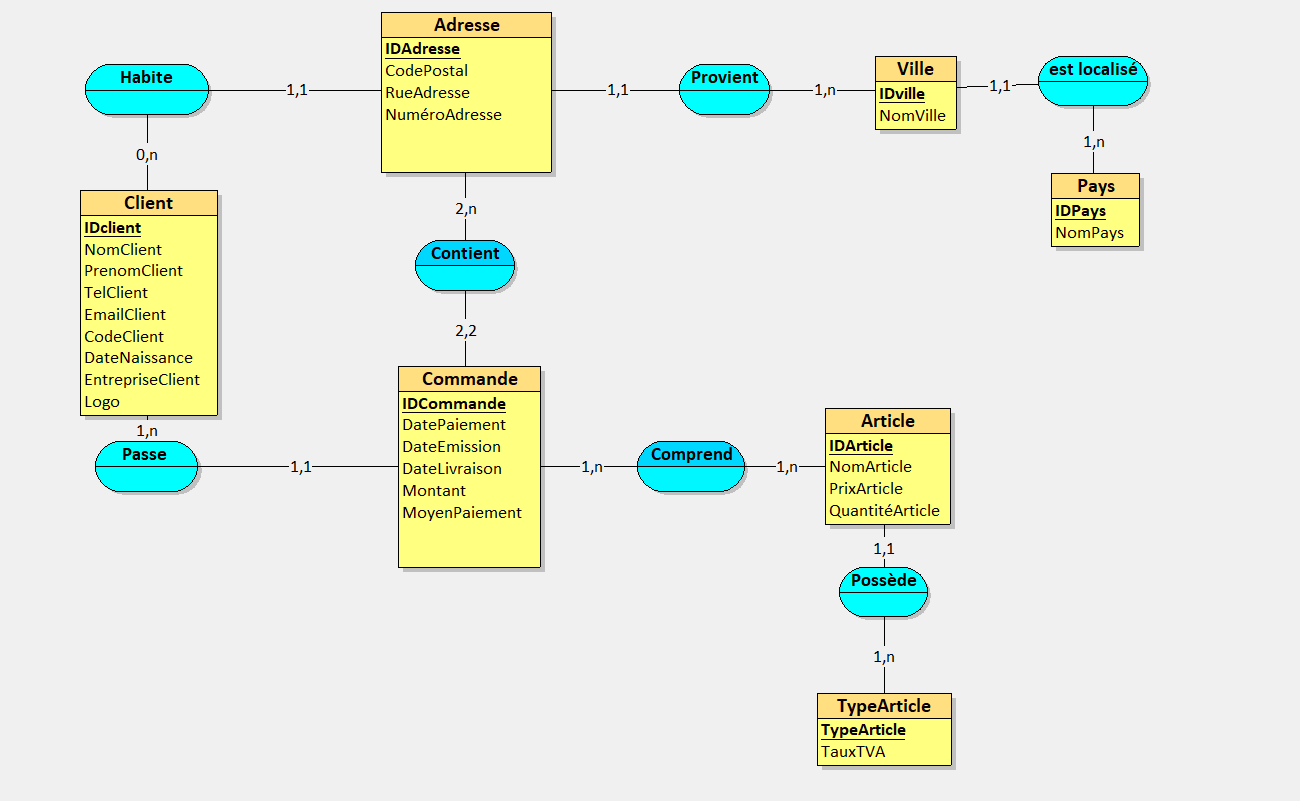 Adresse
IDAdresse
CodePostal
RueAdresse
NuméroAdresse
Habite
1,1
0,n
1,1
Provient
1,n
Ville
IDville
NomVille
1,1
est localisé
1,n
Pays
IDPays
NomPays
Client
IDclient
NomClient
PrenomClient
TelClient
EmailClient
CodeClient
DateNaissance
EntrepriseClient
Logo
2,n
Contient
2,2
1,n
Passe
1,1
Commande
IDCommande
DatePaiement
DateEmission
DateLivraison
Montant
MoyenPaiement
1,n
Comprend
1,n
Article
IDArticle
NomArticle
PrixArticle
QuantitéArticle
1,1
Possède
1,n
TypeArticle
TypeArticle
TauxTVA